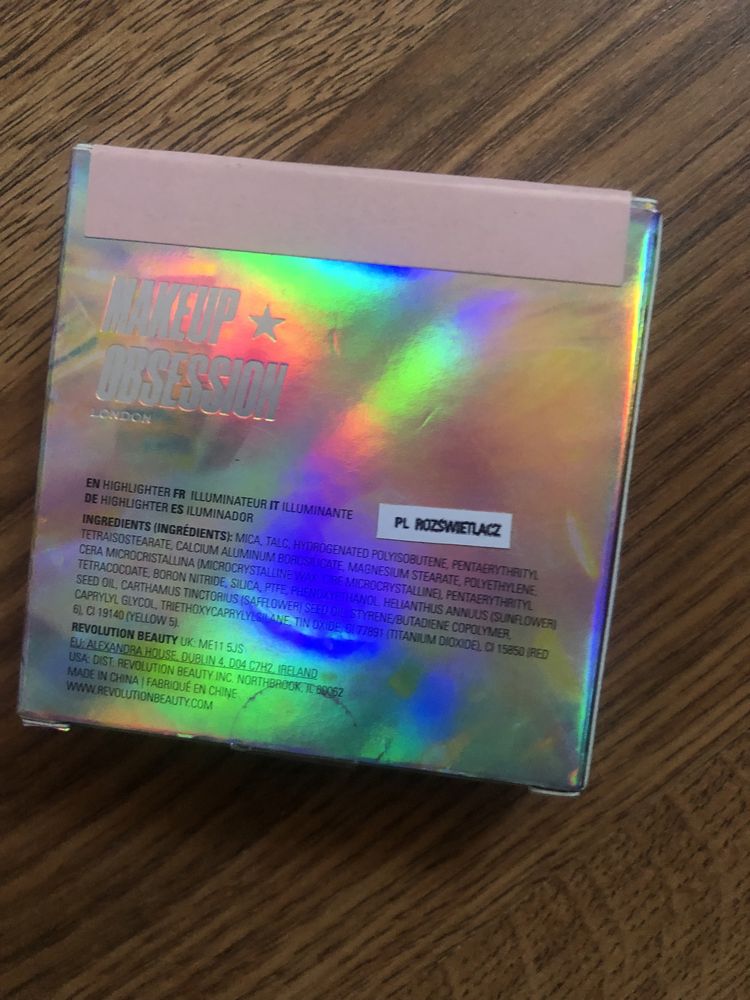 MAKEUP ★
OBSESSION
LONDON
EN HIGHLIGHTER FR ILLUMINATEUR IT ILLUMINANTE
DE HIGHLIGHTER ES ILUMINADOR
PL ROZŚWIETLACZ
INGREDIENTS (INGRÉDIENTS): MICA, TALC, HYDROGENATED POLYISOBUTENE, PENTAERYTHRITYL
TETRAISOSTEARATE, CALCIUM ALUMINUM BOROSILICATE, MAGNESIUM STEARATE, POLYETHYLENE,
CERA MICROCRISTALLINA (MICROCRYSTALLINE WAX, CIRE MICROCRYSTALLINE), PENTAERYTHRITYL
TETRACOCOATE, BORON NITRIDE, SILICA, PTFE, PHENOXYETHANOL, HELIANTHUS ANNUUS (SUNFLOWER)
SEED OIL, CARTHAMUS TINCTORIUS (SAFFLOWER) SEED OIL, STYRENE/BUTADIENE COPOLYMER,
CAPRYLYL GLYCOL, TRIETHOXYCAPRYLYLSILANE, TIN OXIDE, CI 77891 (TITANIUM DIOXIDE), CI 15850 (RED
6), CI 19140 (YELLOW 5).
REVOLUTION BEAUTY UK: ME11 5JS
EU: ALEXANDRA HOUSE, DUBLIN 4, D04 C7H2, IRELAND
USA: DIST. REVOLUTION BEAUTY INC. NORTHBROOK, IL 60062
MADE IN CHINA | FABRIQUÉ EN CHINE
WWW.REVOLUTIONBEAUTY.COM